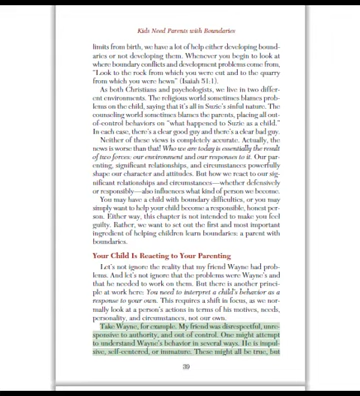 Kids Need Parents with Boundaries
limits from birth, we have a lot of help either developing bound-
aries or not developing them. Whenever you begin to look at
where boundary conflicts and development problems come from,
"Look to the rock from which you were cut and to the quarry
from which you were hewn" (Isaiah 51:1).
As both Christians and psychologists, we live in two differ-
ent environments. The religious world sometimes blames prob-
lems on the child, saying that it's all in Suzie's sinful nature. The
counseling world sometimes blames the parents, placing all out-
of-control behaviors on "what happened to Suzie as a child."
In each case, there's a clear good guy and there's a clear bad guy.
Neither of these views is completely accurate. Actually, the
news is worse than that! Who we are today is essentially the result
of two forces: our environment and our responses to it. Our par-
enting, significant relationships, and circumstances powerfully
shape our character and attitudes. But how we react to our sig-
nificant relationships and circumstances—whether defensively
or responsibly—also influences what kind of person we become.
You may have a child with boundary difficulties, or you may
simply want to help your child become a responsible, honest per-
son. Either way, this chapter is not intended to make you feel
guilty. Rather, we want to set out the first and most important
ingredient of helping children learn boundaries: a parent with
boundaries.
Your Child Is Reacting to Your Parenting
Let's not ignore the reality that my friend Wayne had prob-
lems. And let's not ignore that the problems were Wayne's and
that he needed to work on them. But there is another princi-
ple at work here: You need to interpret a child's behavior as a
response to your own. This requires a shift in focus, as we nor-
mally look at a person's actions in terms of his motives, needs,
personality, and circumstances, not our own.
Take Wayne, for example. My friend was disrespectful, unre-
sponsive to authority, and out of control. One might attempt
to understand Wayne's behavior in several ways. He is impul-
sive, self-centered, or immature. These might all be true, but